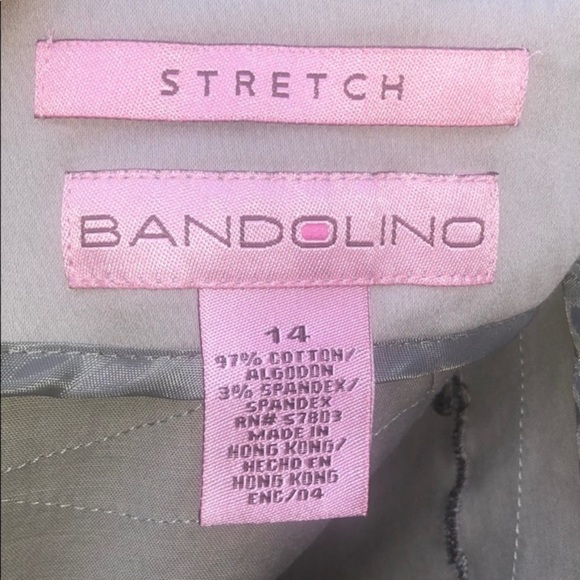 STRETCH
BANDOLINO
14
97% COTTON/
ALGODON
3% SPANDEX/
SPANDEX
RN# 57803
MADE IN
HONG KONG/
HECHO EN
HONG KONG
ENC/04